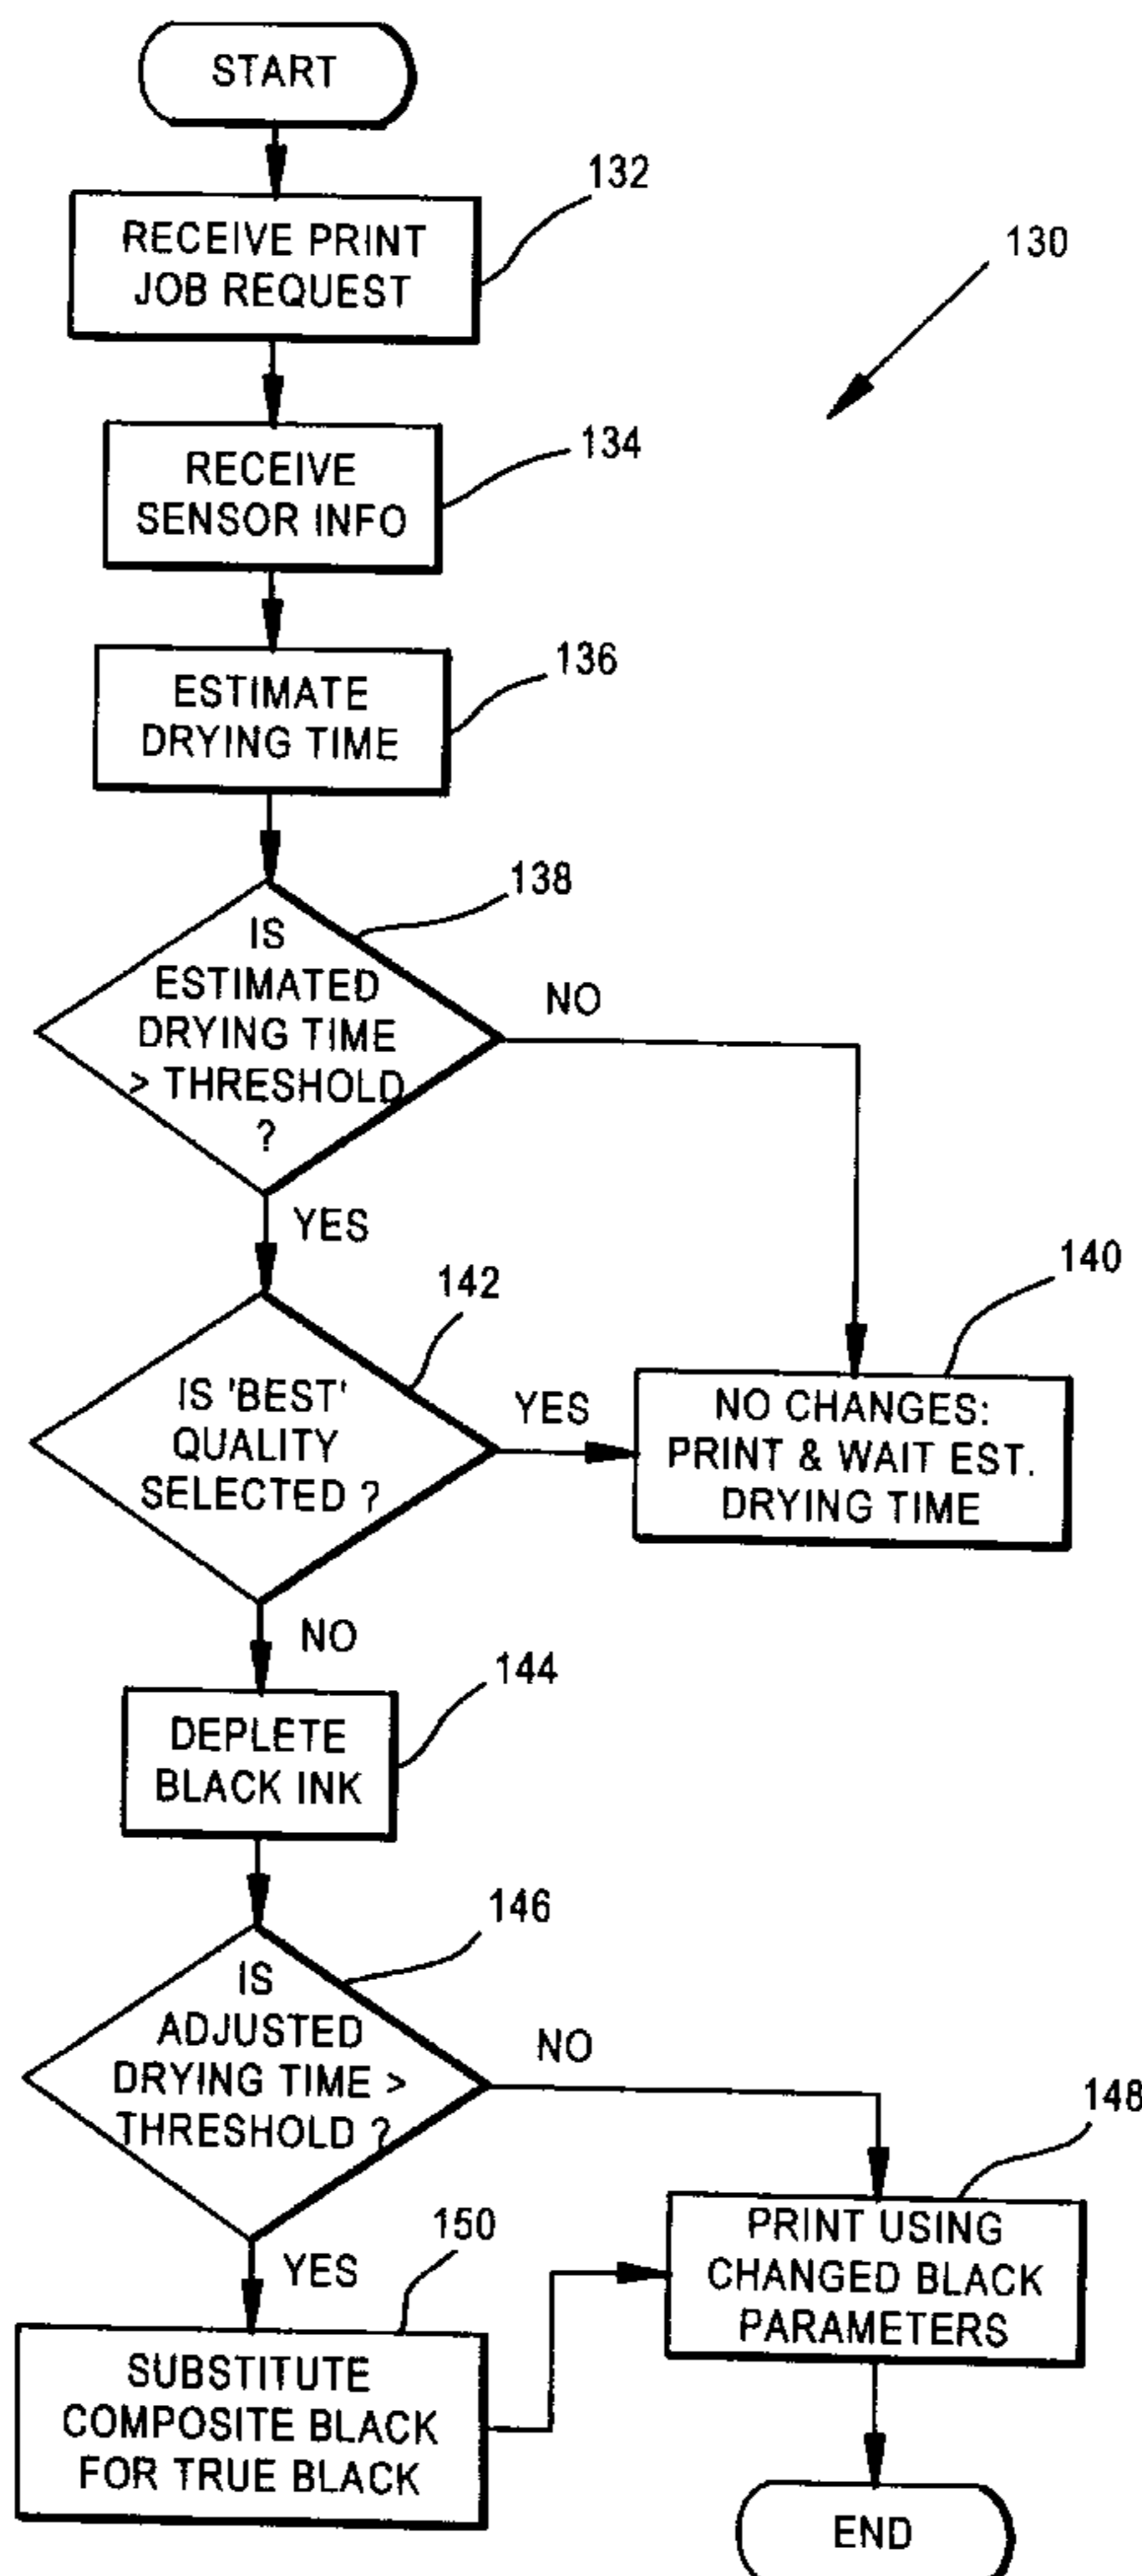 START
132
RECEIVE PRINT
JOB REQUEST
130
134
RECEIVE
SENSOR INFO
136
ESTIMATE
DRYING TIME
138
IS
ESTIMATED
DRYING TIME
> THRESHOLD
?
NO
YES
142
140
IS 'BEST'
QUALITY
SELECTED ?
YES
NO CHANGES:
PRINT & WAIT EST.
DRYING TIME
NO
144
DEPLETE
BLACK INK
146
IS
ADJUSTED
DRYING TIME >
THRESHOLD ?
NO
148
YES
150
PRINT USING
CHANGED BLACK
PARAMETERS
SUBSTITUTE
COMPOSITE BLACK
FOR TRUE BLACK
END